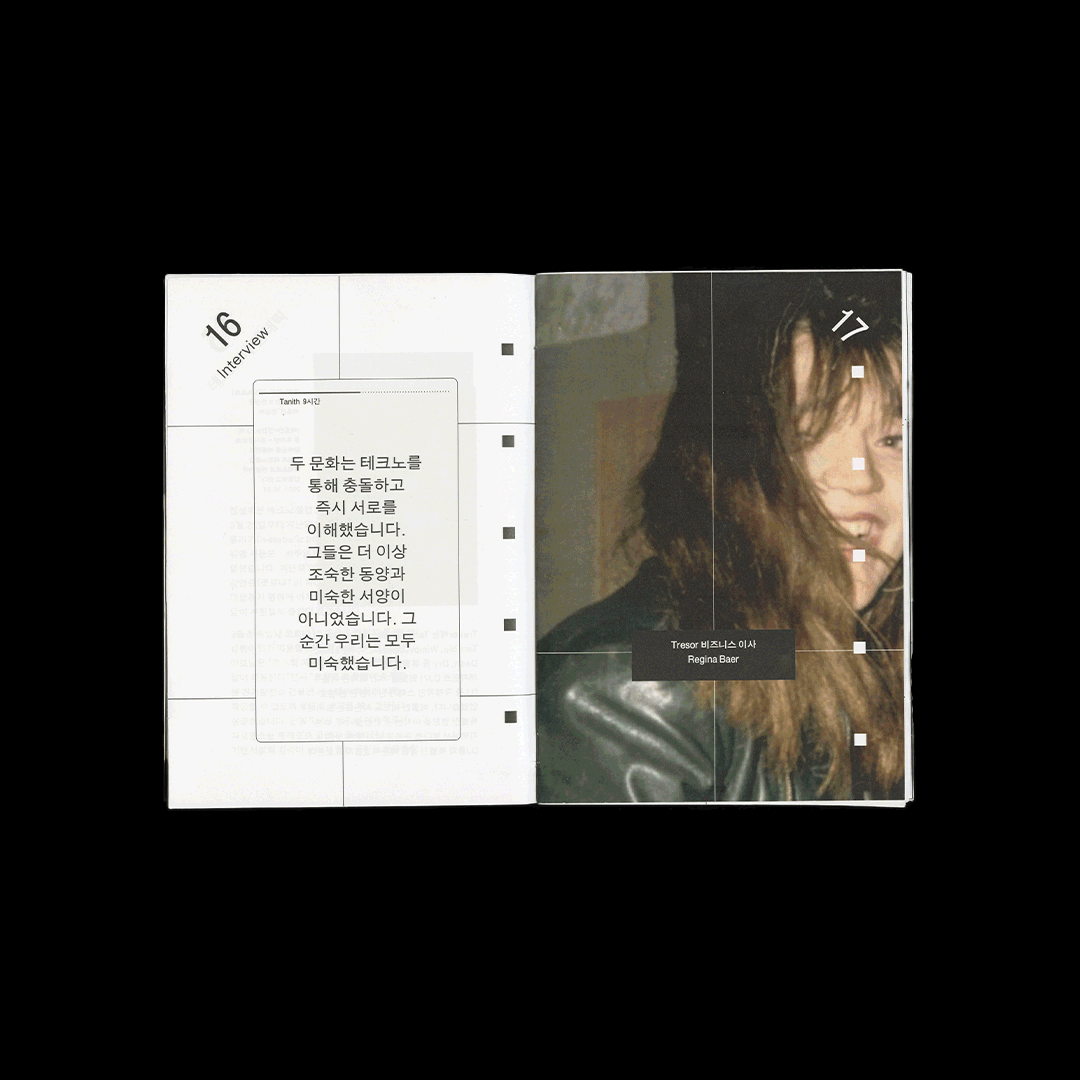 16
Interview
Tanith 9시간
두 문화는 테크노를
통해 충돌하고
즉시 서로를
이해했습니다.
그들은 더 이상
조숙한 동양과
미숙한 서양이
아니었습니다. 그
순간 우리는 모두
미숙했습니다.
17
Tresor 비즈니스 이사
Regina Baer